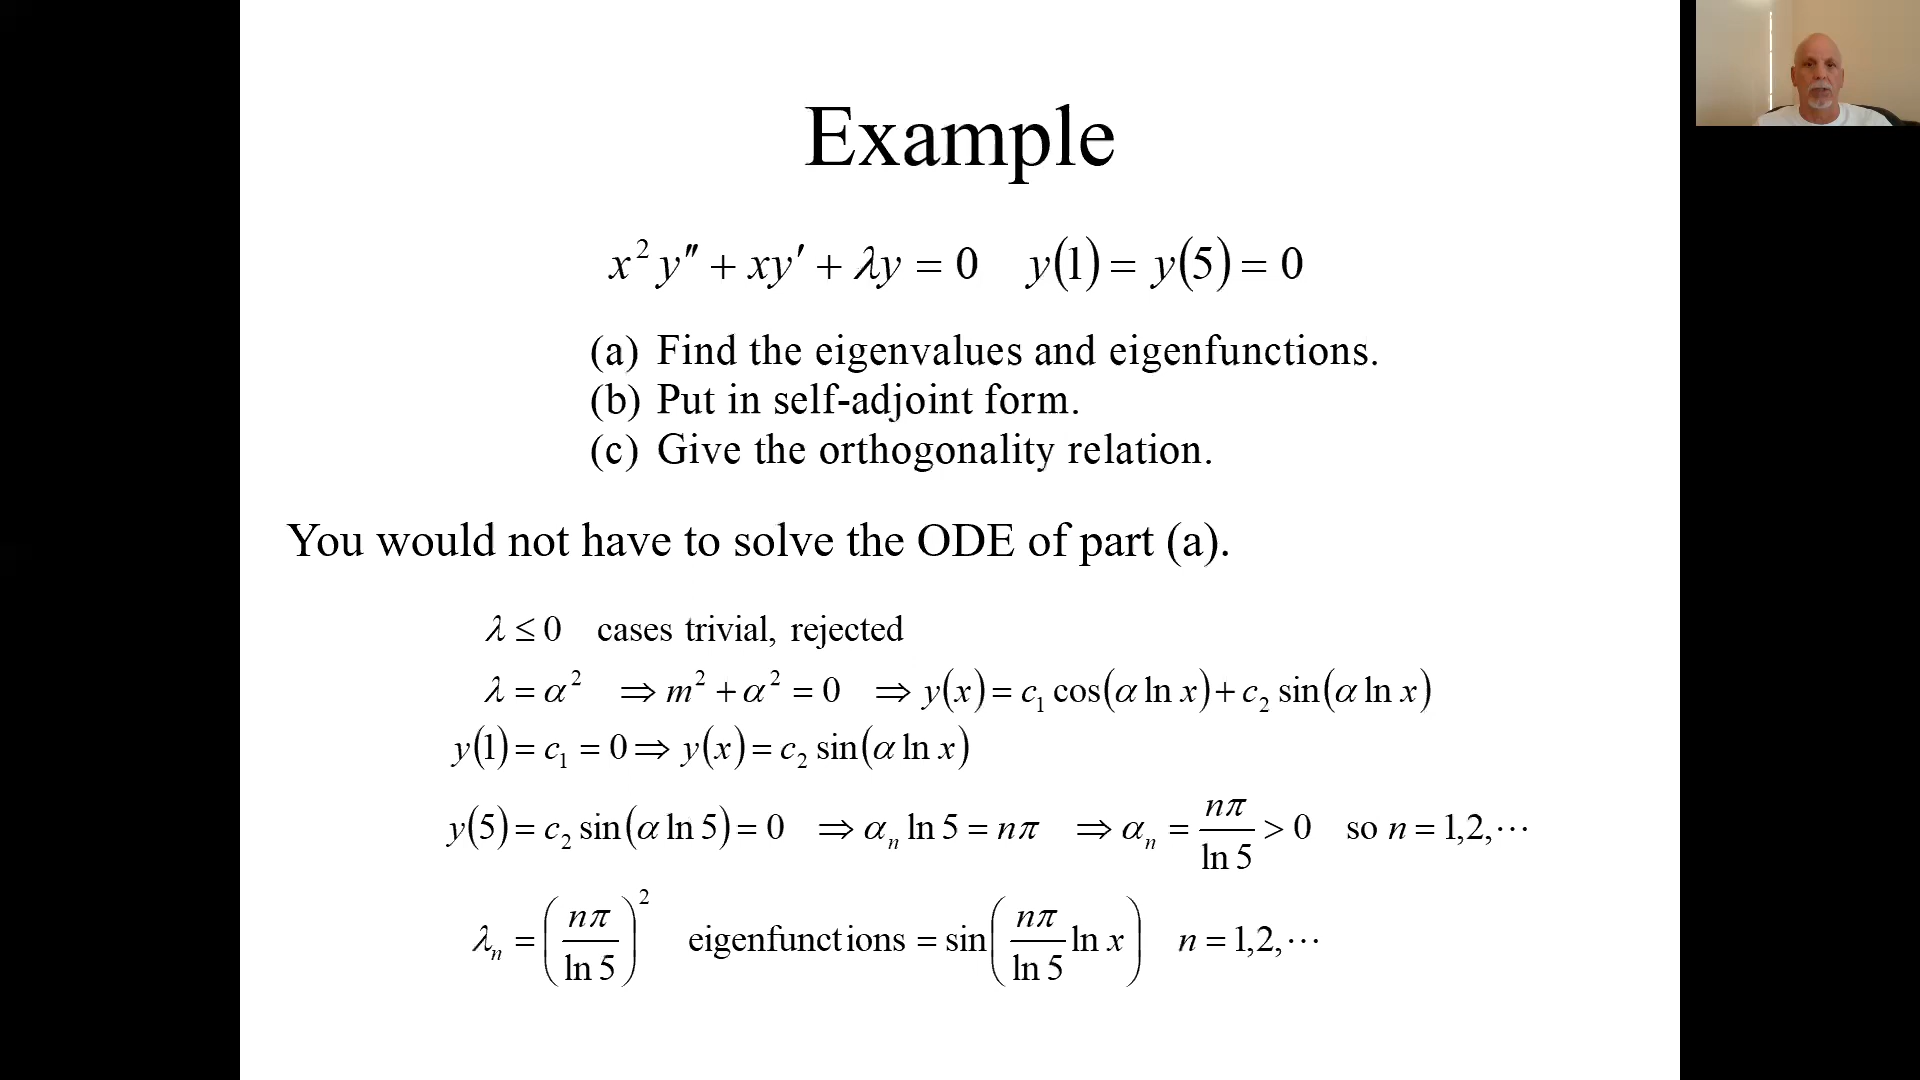 Example
x² y″ + xy′ + λy = 0 y(1) = y(5) = 0
(a) Find the eigenvalues and eigenfunctions.
(b) Put in self-adjoint form.
(c) Give the orthogonality relation.
You would not have to solve the ODE of part (a).
λ ≤ 0 cases trivial, rejected
λ = α² ⇒ m² + α² = 0 ⇒ y(x) = c₁ cos(α ln x) + c₂ sin(α ln x)
y(1) = c₁ = 0 ⇒ y(x) = c₂ sin(α ln x)
y(5) = c₂ sin(α ln 5) = 0 ⇒ αₙ ln 5 = nπ ⇒ αₙ = nπ / ln 5 > 0 so n = 1,2,⋯
λₙ = (nπ / ln 5)² eigenfunctions = sin(nπ / ln 5 ln x) n = 1,2,⋯